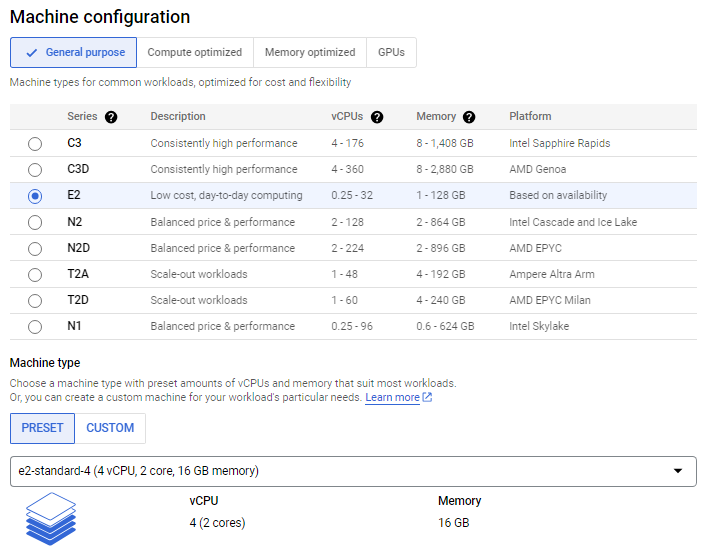 Machine configuration
General purpose Compute optimized Memory optimized GPUs
Machine types for common workloads, optimized for cost and flexibility
Series Description vCPUs Memory Platform
C3 Consistently high performance 4 - 176 8 - 1,408 GB Intel Sapphire Rapids
C3D Consistently high performance 4 - 360 8 - 2,880 GB AMD Genoa
E2 Low cost, day-to-day computing 0.25 - 32 1 - 128 GB Based on availability
N2 Balanced price & performance 2 - 128 2 - 864 GB Intel Cascade and Ice Lake
N2D Balanced price & performance 2 - 224 2 - 896 GB AMD EPYC
T2A Scale-out workloads 1 - 48 4 - 192 GB Ampere Altra Arm
T2D Scale-out workloads 1 - 60 4 - 240 GB AMD EPYC Milan
N1 Balanced price & performance 0.25 - 96 0.6 - 624 GB Intel Skylake
Machine type
Choose a machine type with preset amounts of vCPUs and memory that suit most workloads.
Or, you can create a custom machine for your workload's particular needs. Learn more
PRESET CUSTOM
e2-standard-4 (4 vCPU, 2 core, 16 GB memory)
vCPU Memory
4 (2 cores) 16 GB